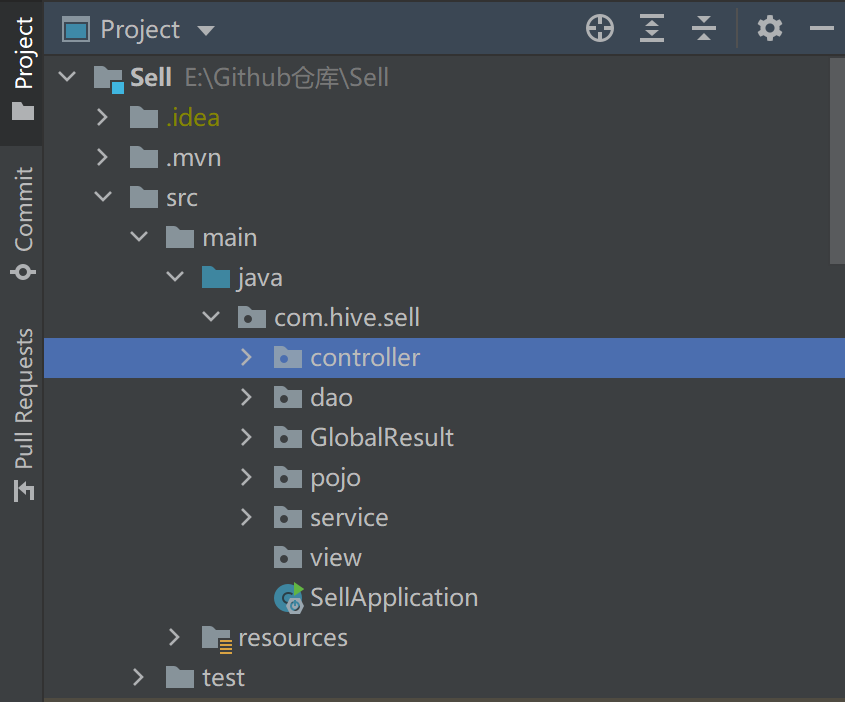 Project
Sell E:\Github仓库\Sell
.idea
.mvn
src
main
java
com.hive.sell
controller
dao
GlobalResult
pojo
service
view
SellApplication
resources
test
Project
Commit
Pull Requests